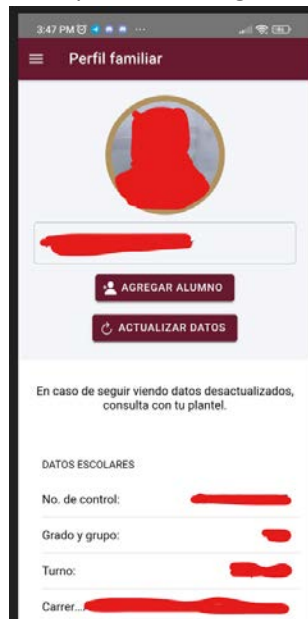 3:47 PM
Perfil familiar
AGREGAR ALUMNO
ACTUALIZAR DATOS
En caso de seguir viendo datos desactualizados,
consulta con tu plantel.
DATOS ESCOLARES
No. de control:
Grado y grupo:
Turno:
Carrer...